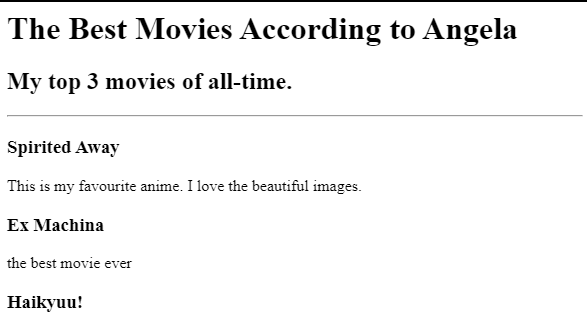 The Best Movies According to Angela
My top 3 movies of all-time.
Spirited Away
This is my favourite anime. I love the beautiful images.
Ex Machina
the best movie ever
Haikyuu!